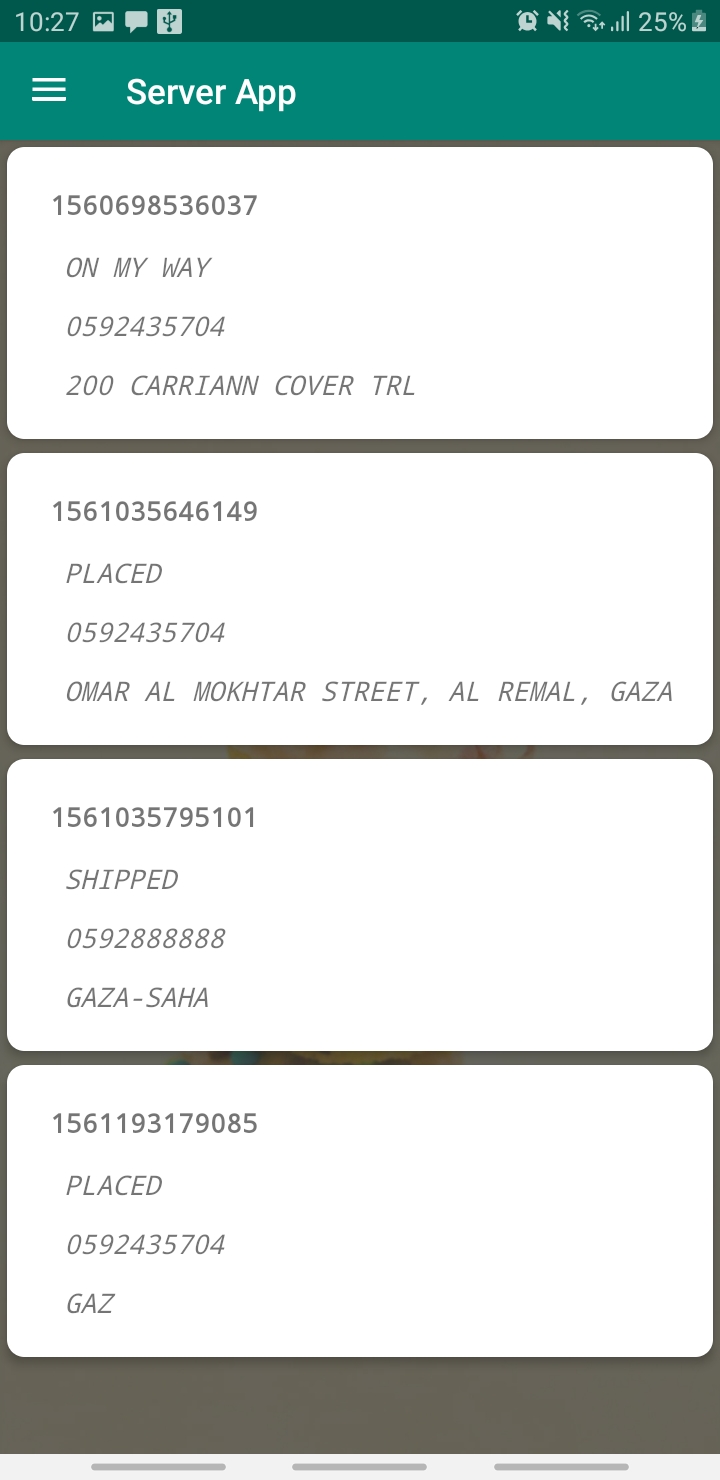 10:27
25%
Server App
1560698536037
ON MY WAY
0592435704
200 CARRIANN COVER TRL
1561035646149
PLACED
0592435704
OMAR AL MOKHTAR STREET, AL REMAL, GAZA
1561035795101
SHIPPED
0592888888
GAZA-SAHA
1561193179085
PLACED
0592435704
GAZ